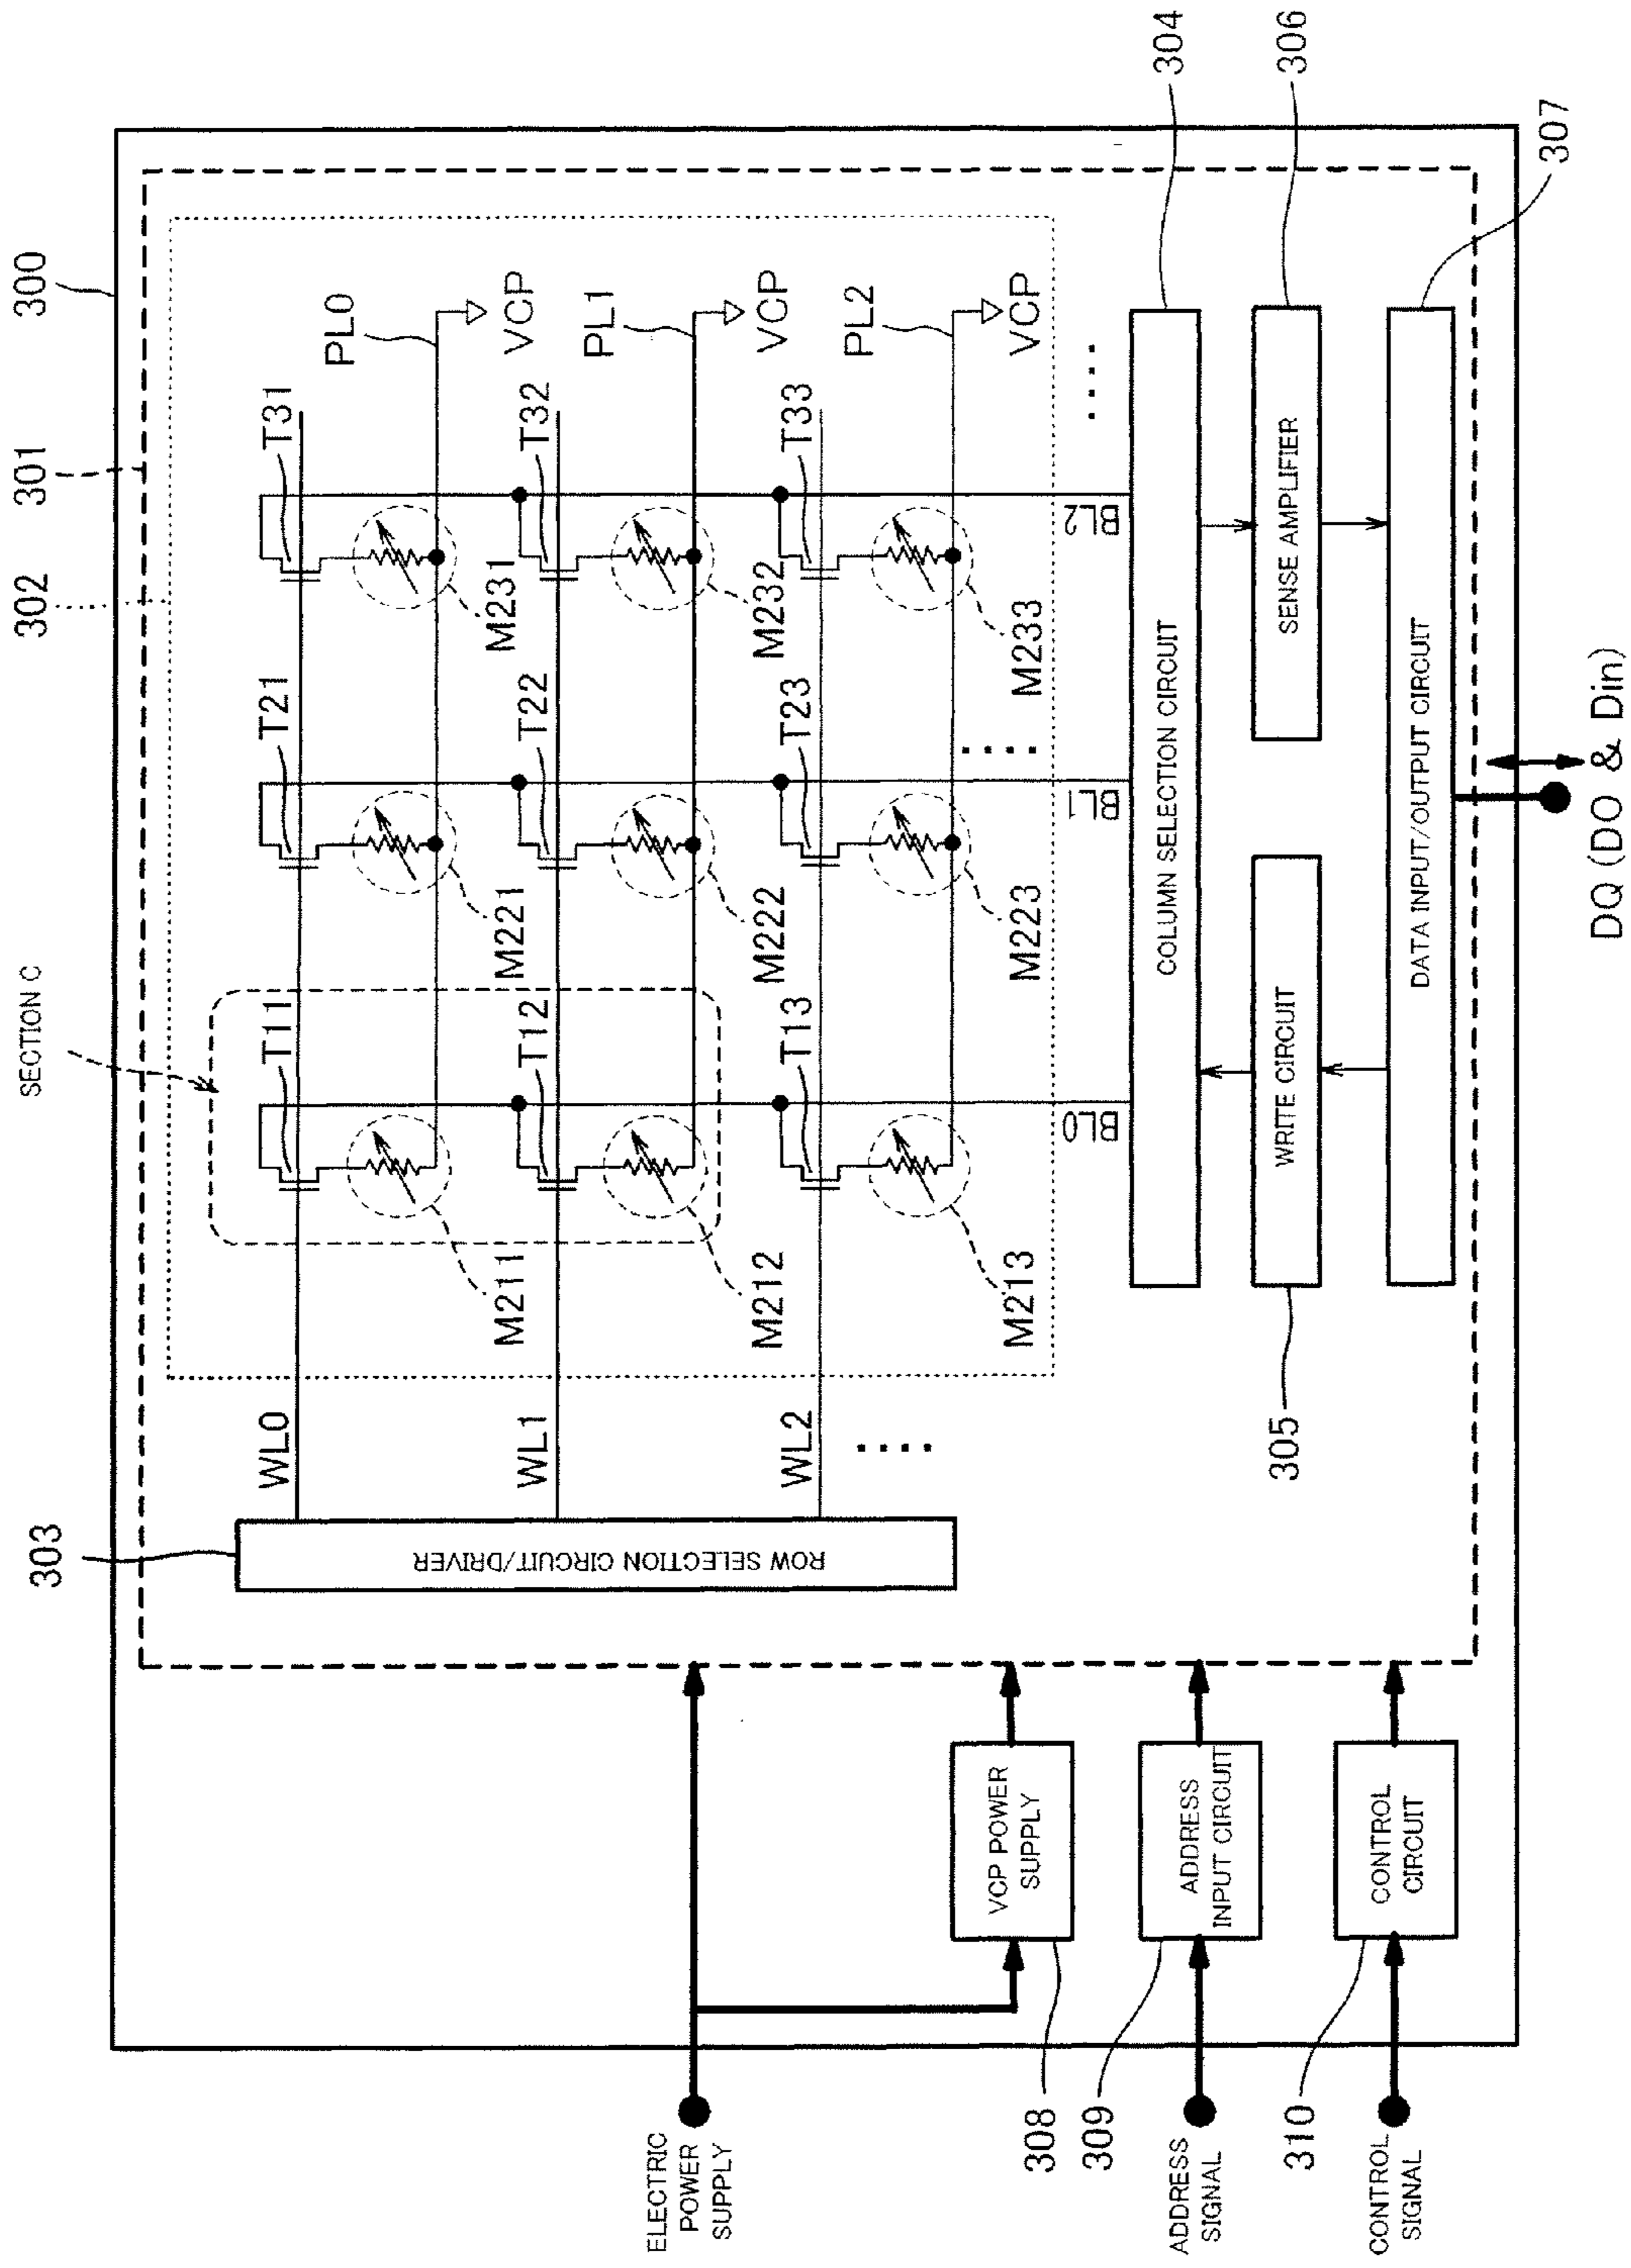 300
301
302
SECTION C
303
WL0
WL1
WL2
ROW SELECTION CIRCUIT/DRIVER
T11
T21
T31
PL0
VCP
M211
M221
M231
T12
T22
T32
PL1
VCP
M212
M222
M232
T13
T23
T33
PL2
VCP
M213
M223
M233
BL0
BL1
BL2
COLUMN SELECTION CIRCUIT
304
WRITE CIRCUIT
305
SENSE AMPLIFIER
306
DATA INPUT/OUTPUT CIRCUIT
307
DQ (DO & Din)
ELECTRIC
POWER
SUPPLY
VCP POWER
SUPPLY
308
ADDRESS
INPUT CIRCUIT
309
ADDRESS
SIGNAL
CONTROL
CIRCUIT
310
CONTROL
SIGNAL